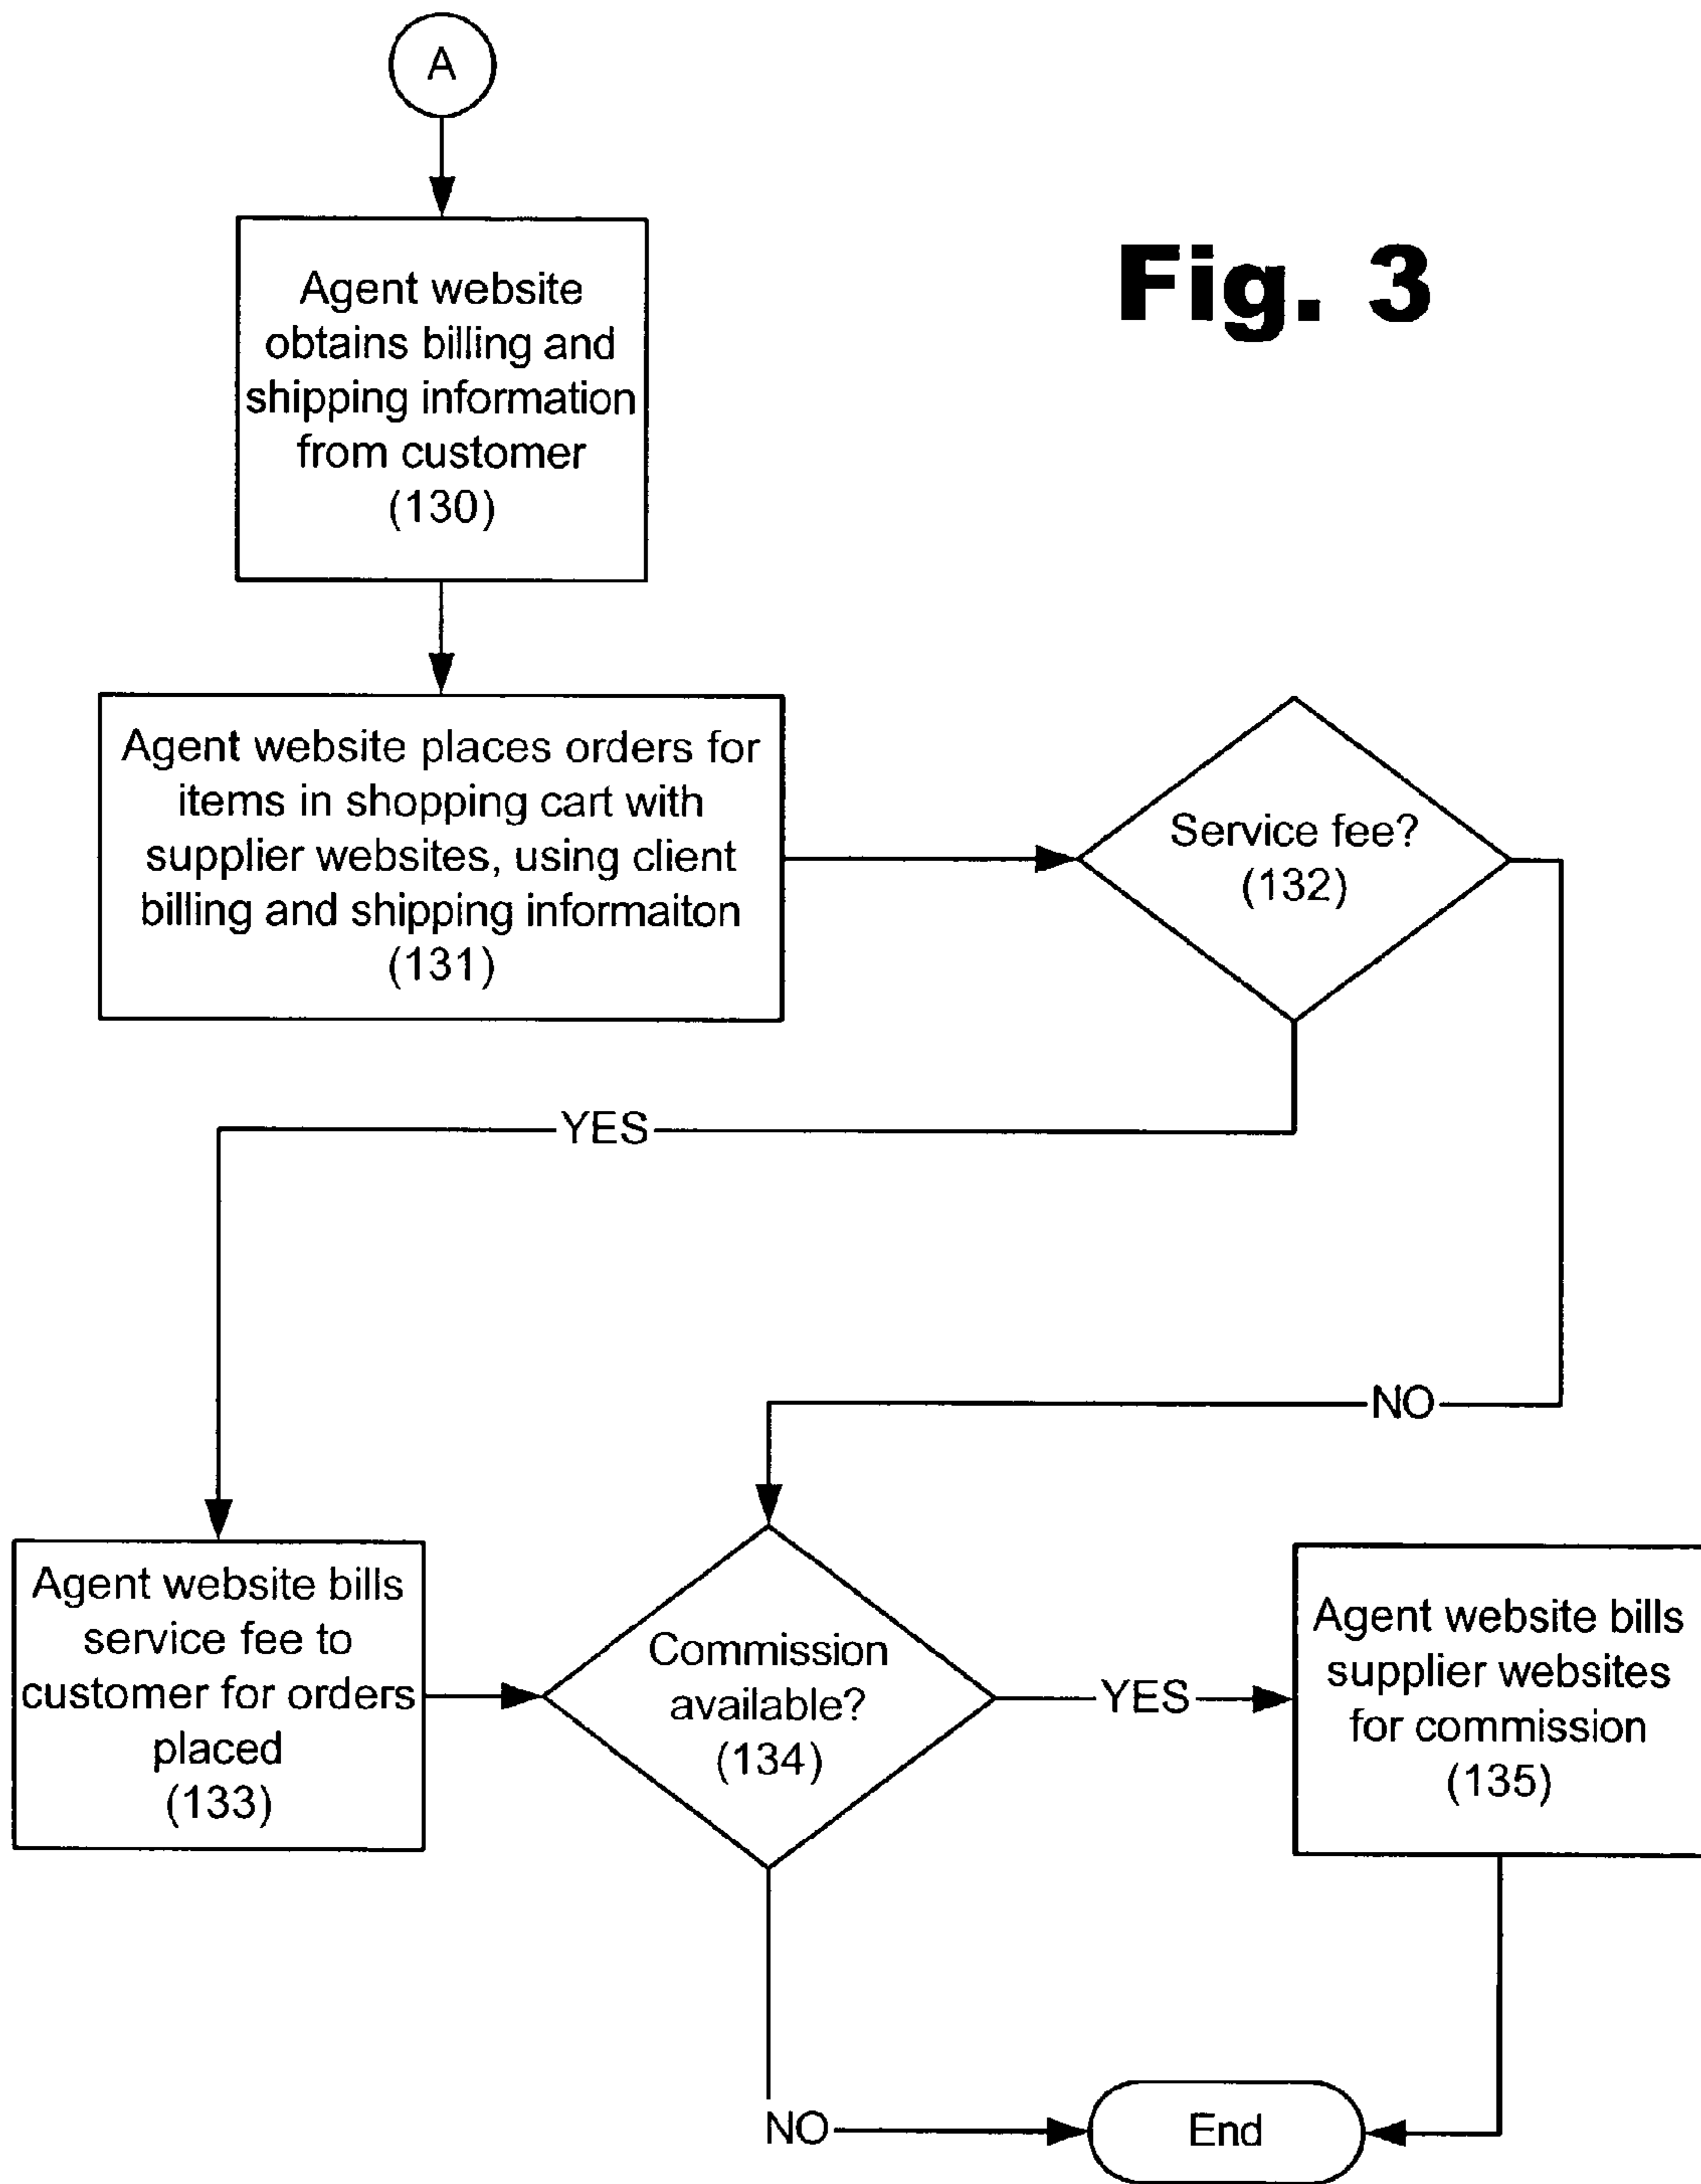 A
Fig. 3
Agent website
obtains billing and
shipping information
from customer
(130)
Agent website places orders for
items in shopping cart with
supplier websites, using client
billing and shipping informaiton
(131)
Service fee?
(132)
YES
NO
Agent website bills
service fee to
customer for orders
placed
(133)
Commission
available?
(134)
YES
Agent website bills
supplier websites
for commission
(135)
NO
End